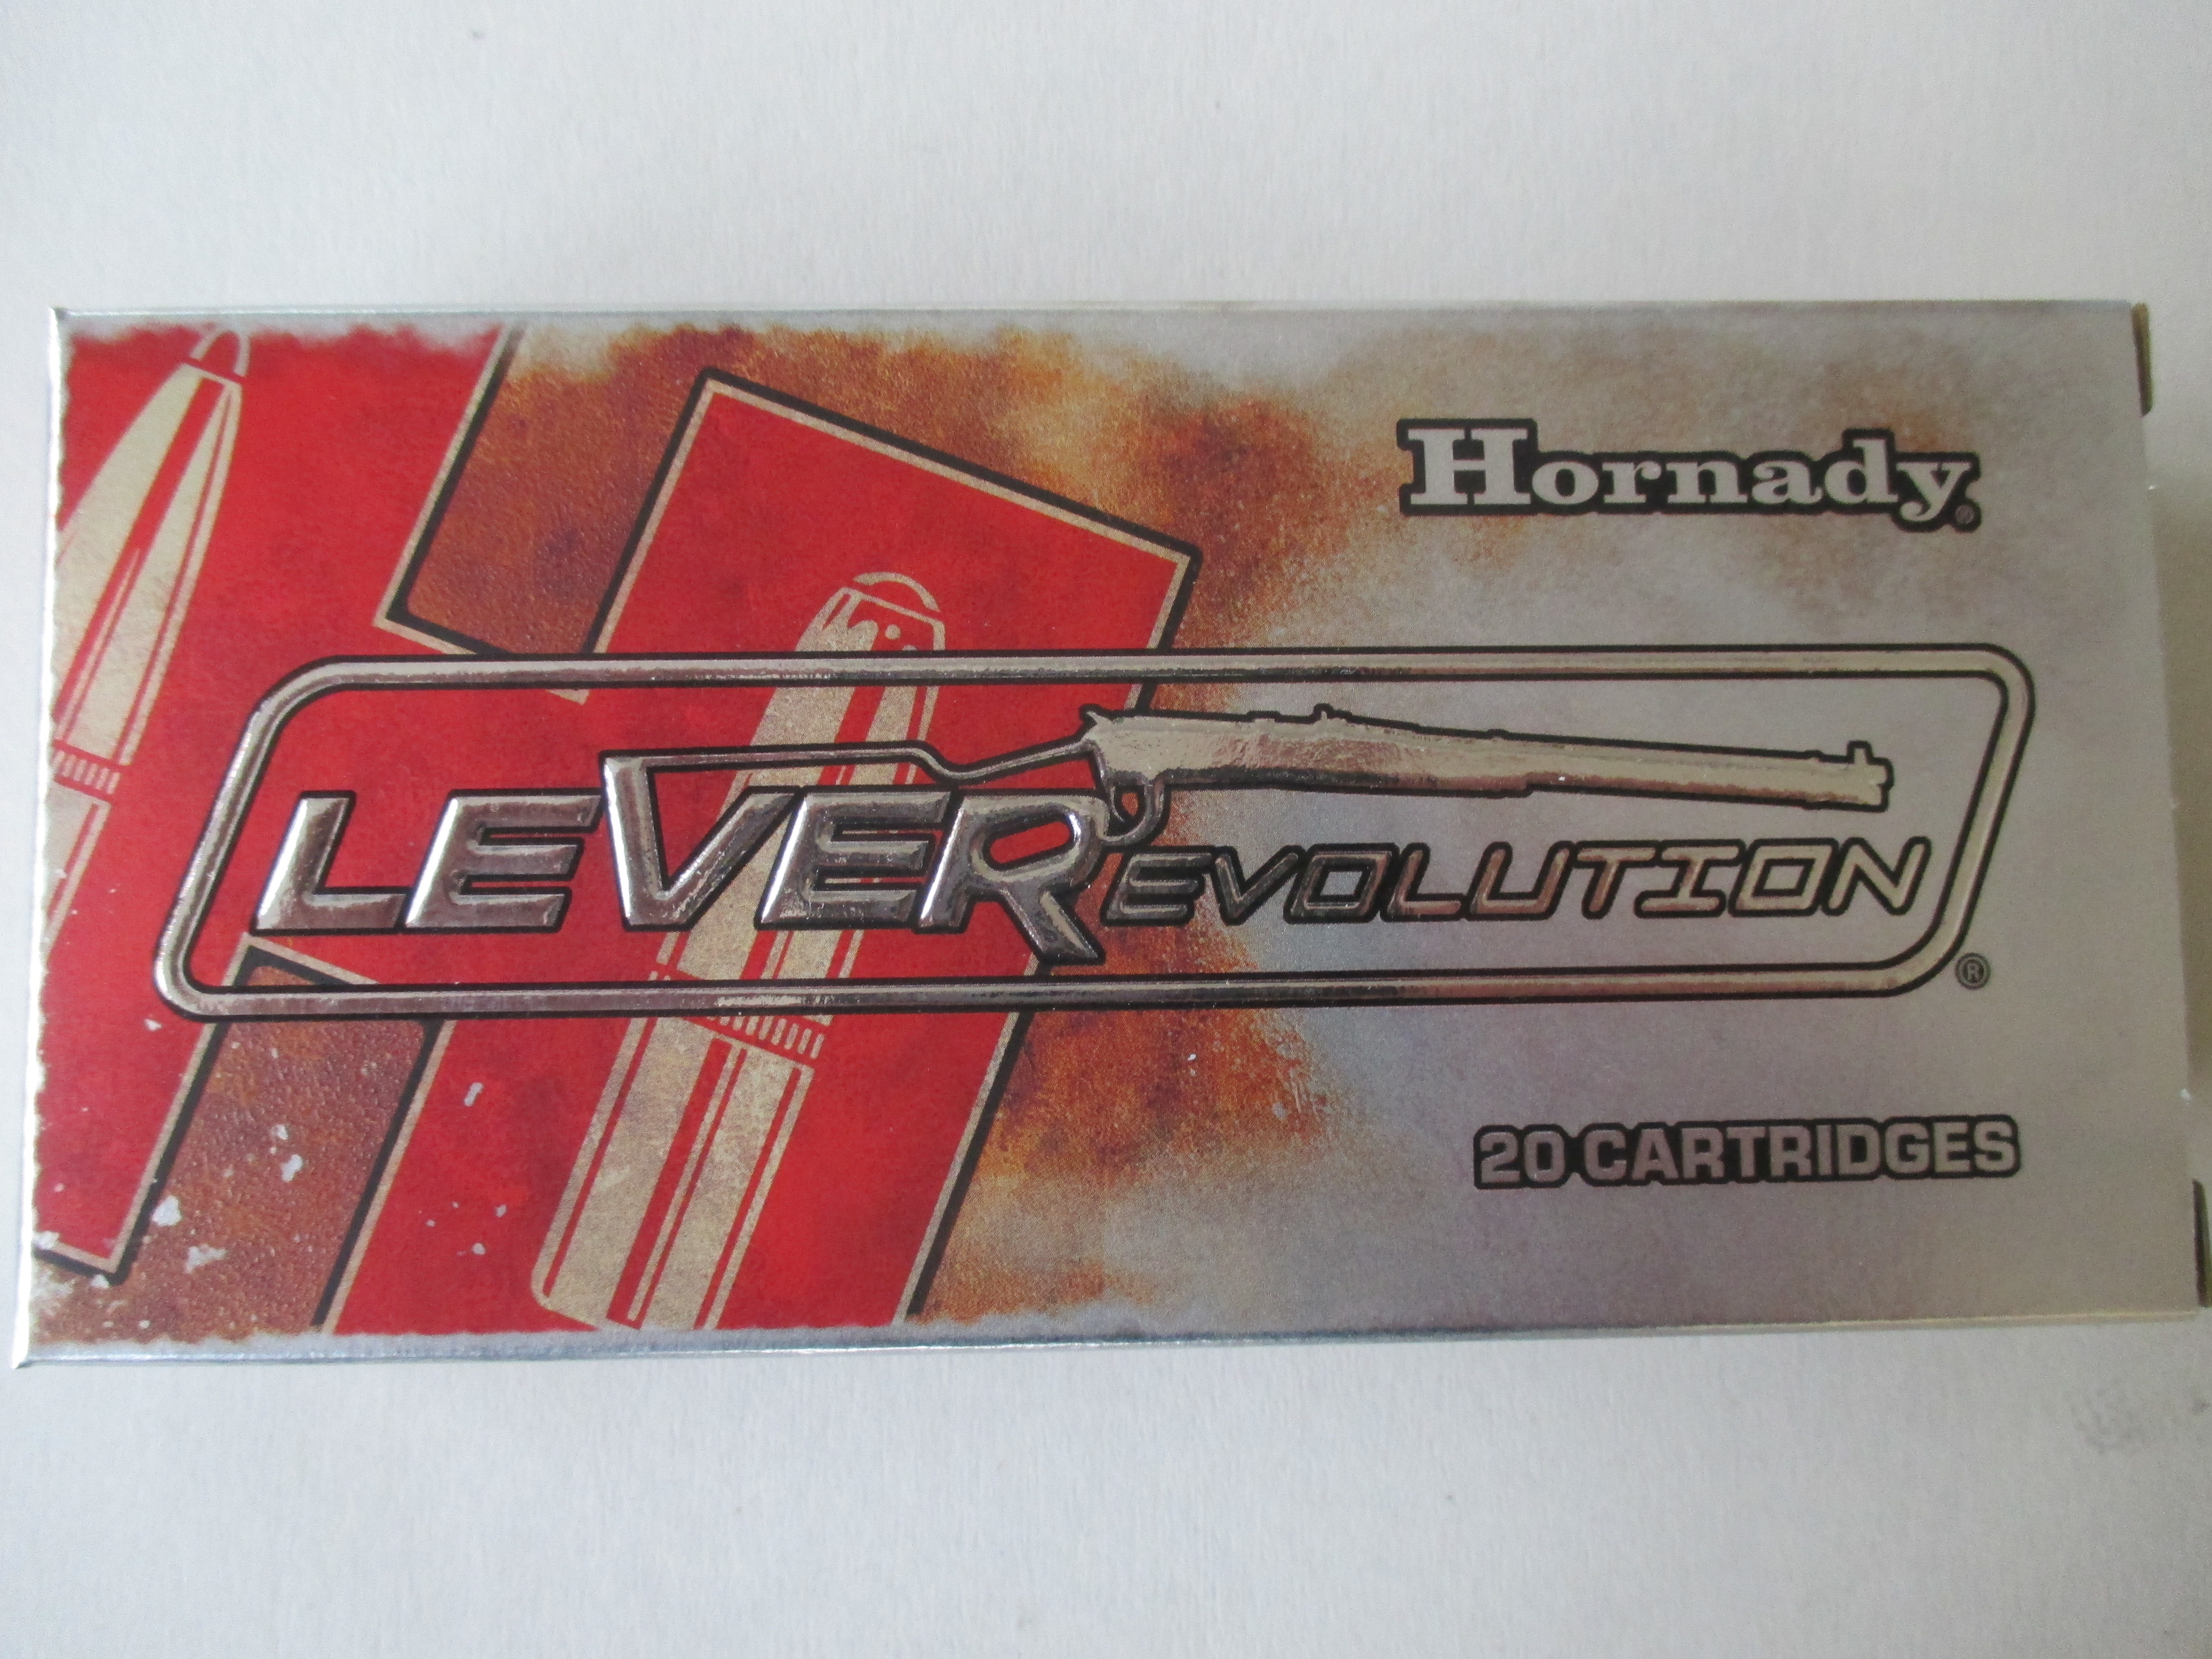 Hornady®
LEVEREVOLUTION®
20 CARTRIDGES